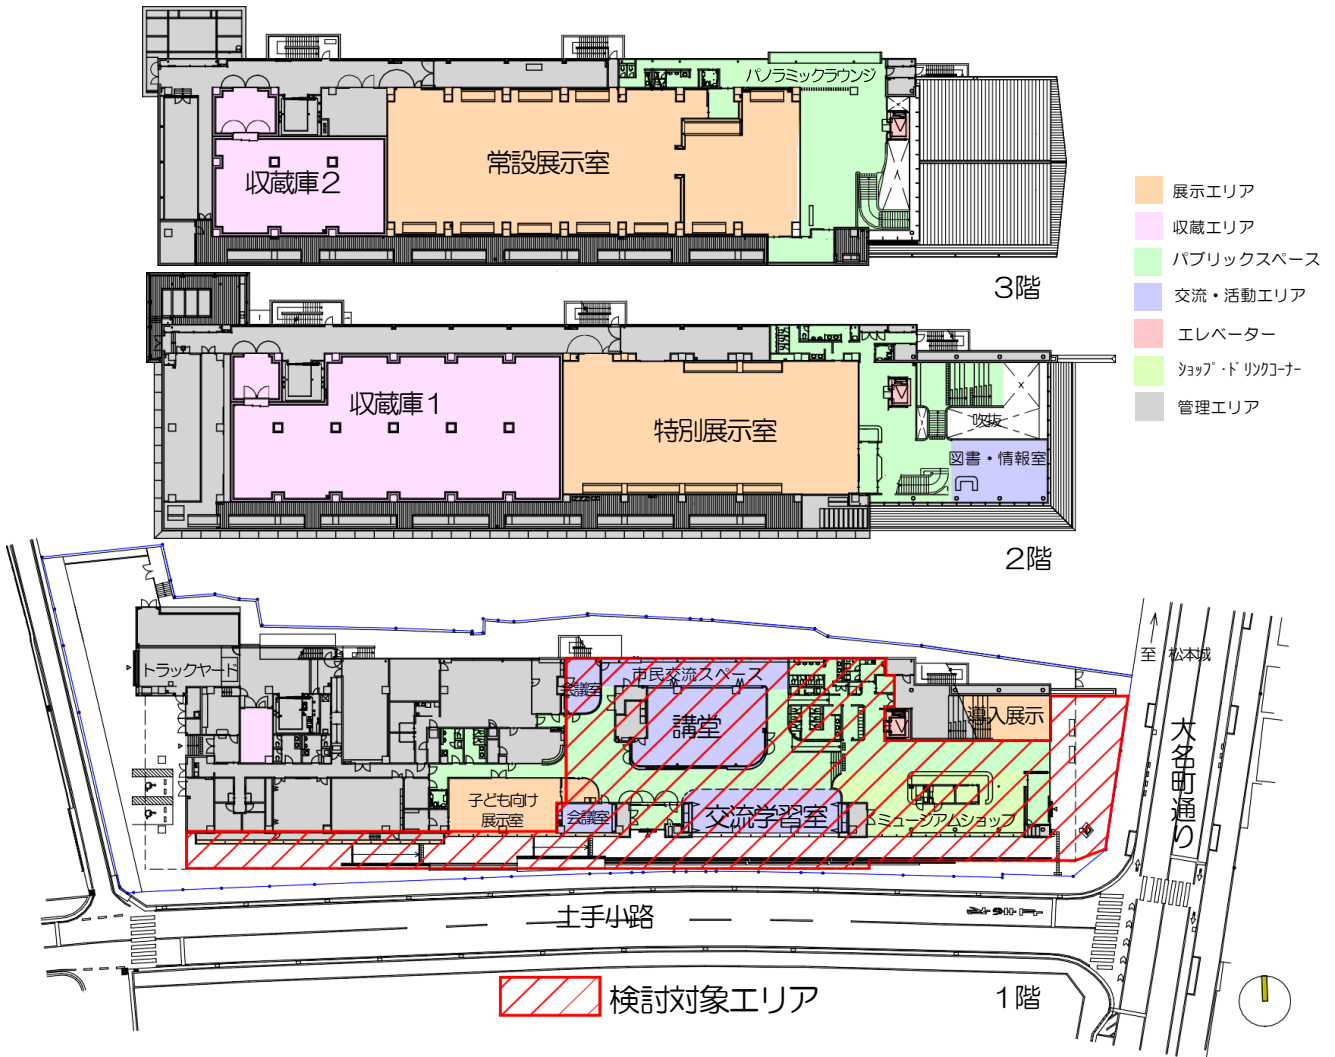 パノラミックラウンジ
常設展示室
収蔵庫2
3階
展示エリア
収蔵エリア
パブリックスペース
交流・活動エリア
エレベーター
ショップ・ドリンクコーナー
管理エリア
収蔵庫1
特別展示室
吹抜
図書・情報室
2階
至 松本城
トラックヤード
会議室
市民交流スペース
講堂
導入展示
大名町通り
子ども向け
展示室
会議室
交流学習室
ミュージアムショップ
土手小路
検討対象エリア
1階